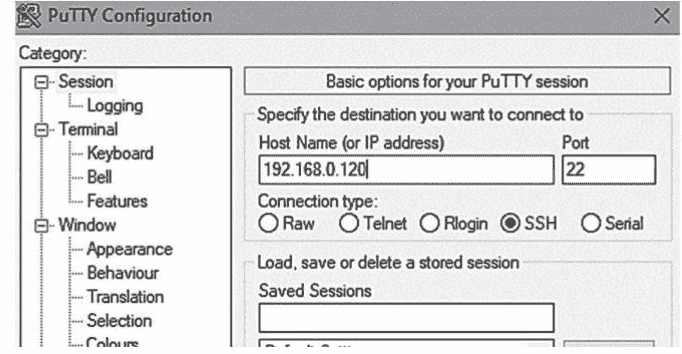 PuTTY Configuration
Category:
Session
Logging
Terminal
Keyboard
Bell
Features
Window
Appearance
Behaviour
Translation
Selection
Colours
Basic options for your PuTTY session
Specify the destination you want to connect to
Host Name (or IP address) Port
192.168.0.120 22
Connection type:
Raw Telnet Rlogin SSH Serial
Load, save or delete a stored session
Saved Sessions